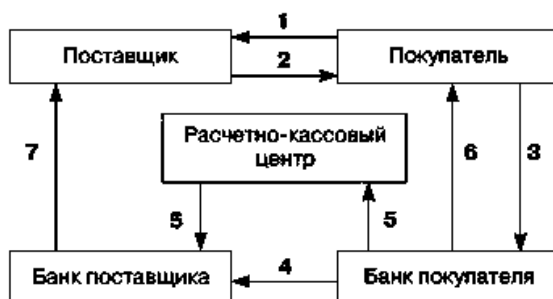 1
Поставщик
Покупатель
2
Расчетно-кассовый
центр
7
6
3
5
5
Банк поставщика
4
Банк покупателя